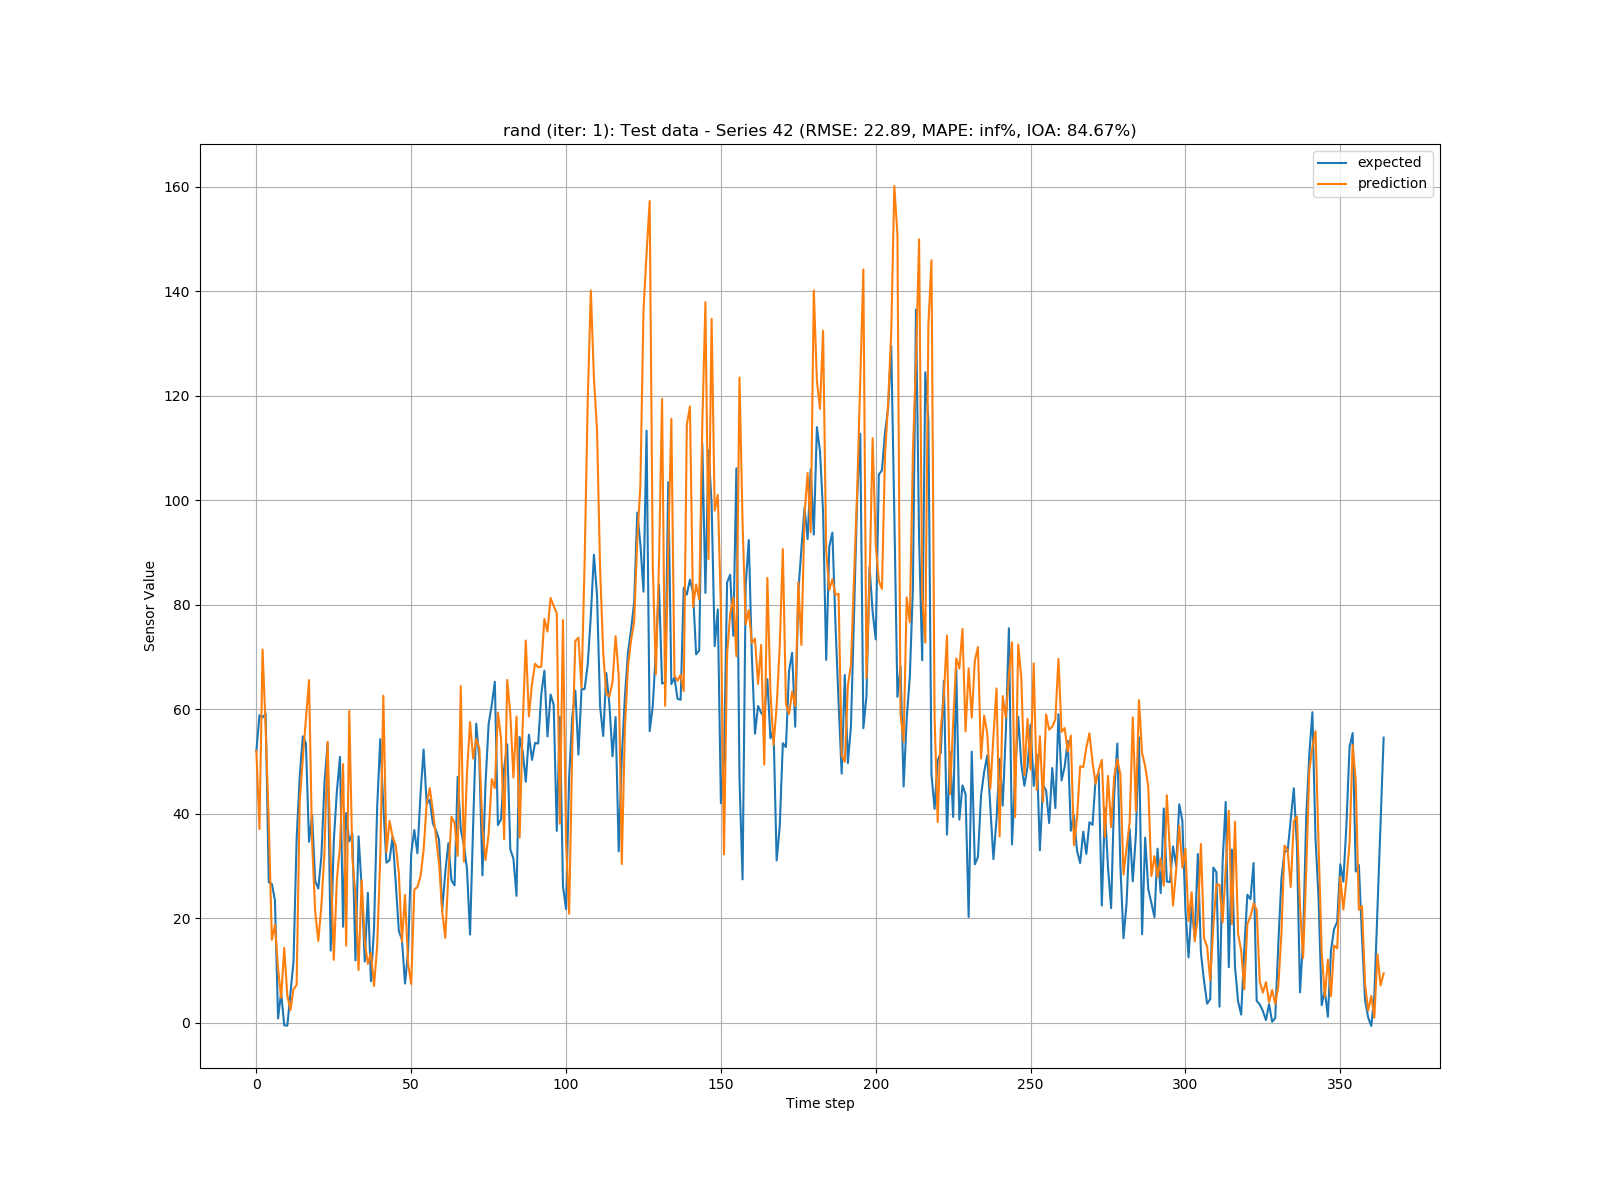 rand (iter: 1): Test data - Series 42 (RMSE: 22.89, MAPE: inf%, IOA: 84.67%)
expected
prediction
160
140
120
100
80
60
40
20
0
Sensor Value
0 50 100 150 200 250 300 350
Time step